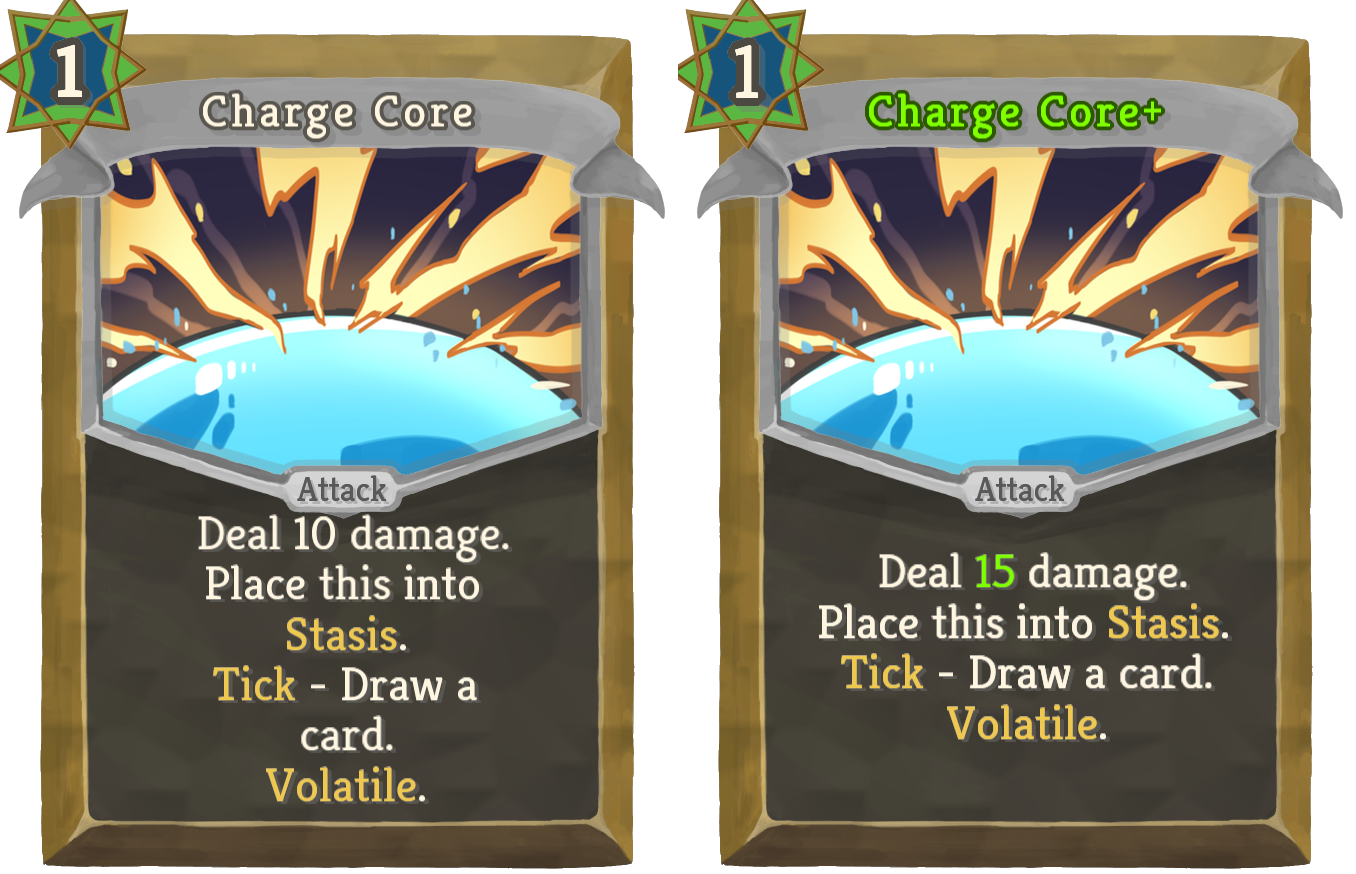 1
Charge Core
Attack
Deal 10 damage.
Place this into
Stasis.
Tick - Draw a
card.
Volatile.
1
Charge Core+
Attack
Deal 15 damage.
Place this into Stasis.
Tick - Draw a card.
Volatile.